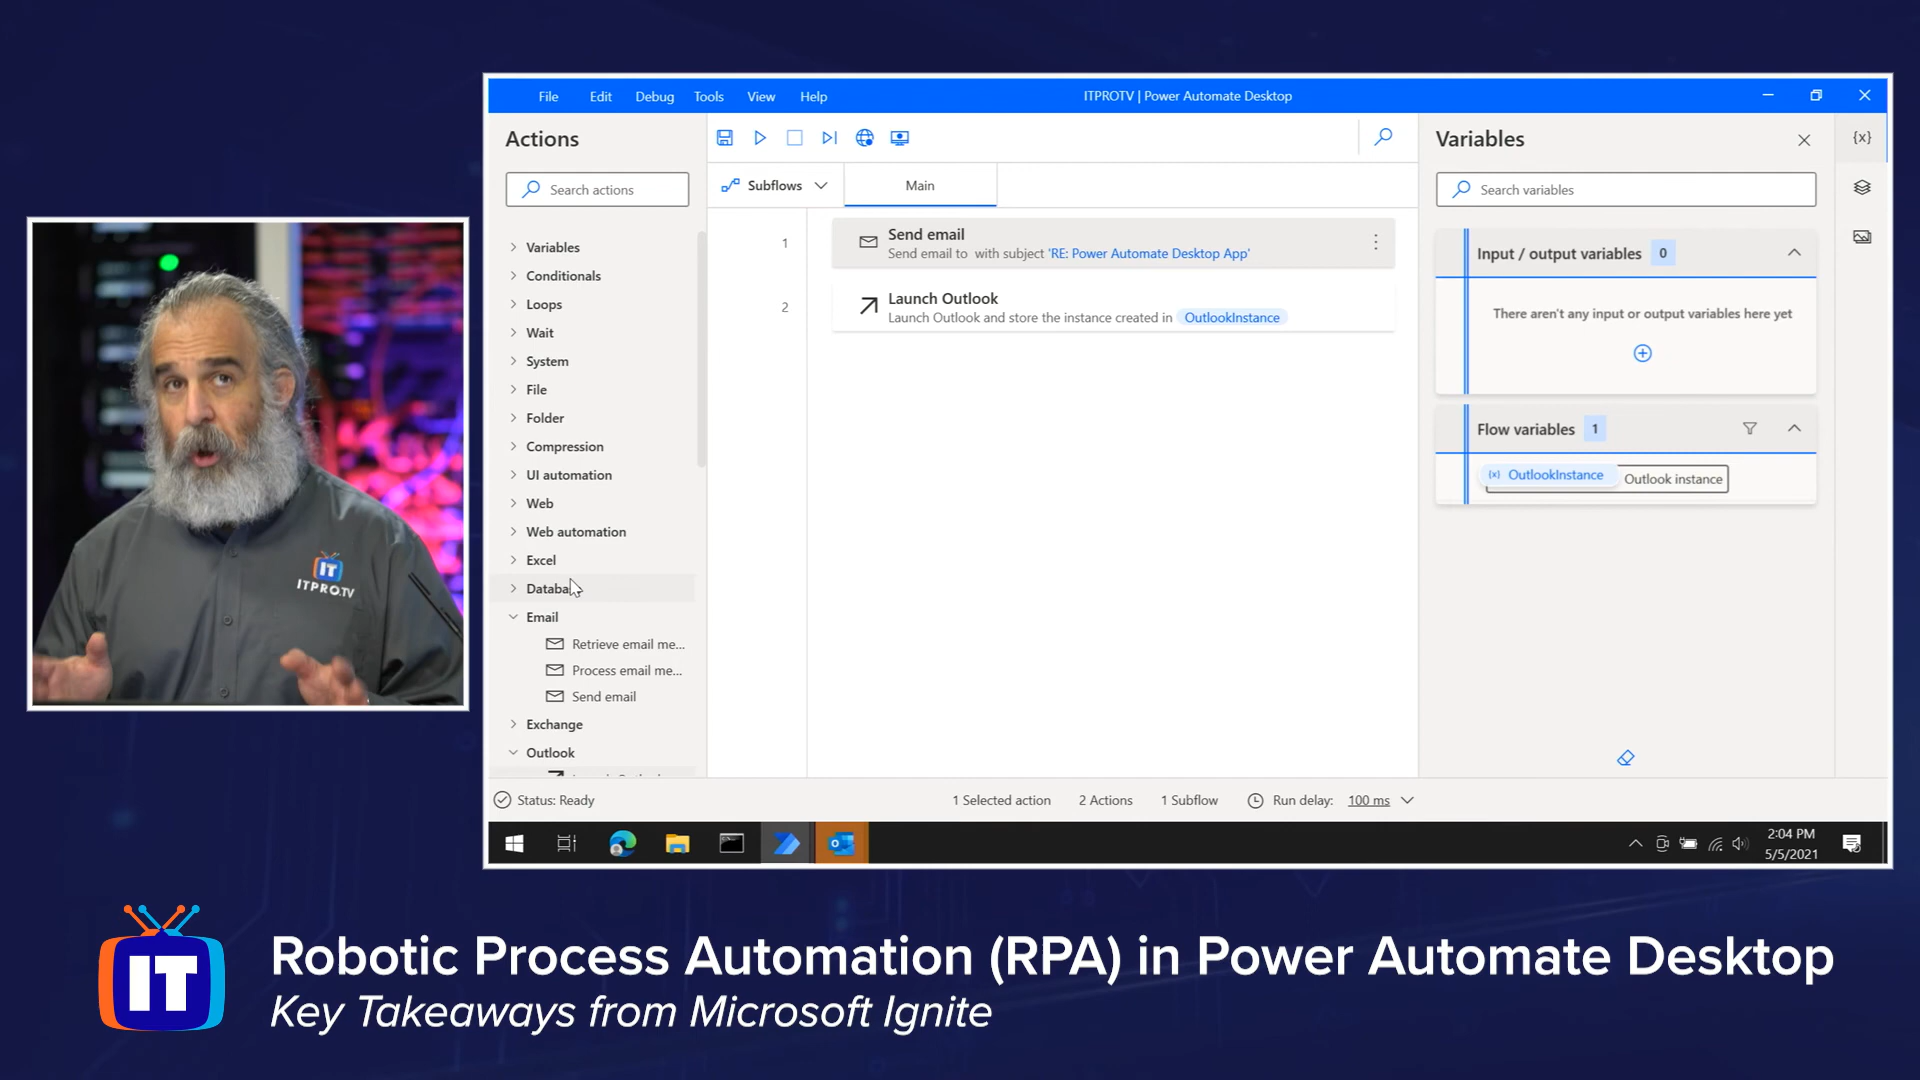 File Edit Debug Tools View Help
ITPROTV | Power Automate Desktop
Actions
Search actions
Variables
Conditionals
Loops
Wait
System
File
Folder
Compression
UI automation
Web
Web automation
Excel
Databa
Email
Retrieve email me...
Process email me...
Send email
Exchange
Outlook
Subflows
Main
1
Send email
Send email to with subject 'RE: Power Automate Desktop App'
2
Launch Outlook
Launch Outlook and store the instance created in OutlookInstance
Variables
{x}
Search variables
Input / output variables 0
There aren't any input or output variables here yet
Flow variables 1
{x} OutlookInstance Outlook instance
Status: Ready
1 Selected action 2 Actions 1 Subflow Run delay: 100 ms
2:04 PM
5/5/2021
IT
ITPRO.TV
IT
Robotic Process Automation (RPA) in Power Automate Desktop
Key Takeaways from Microsoft Ignite